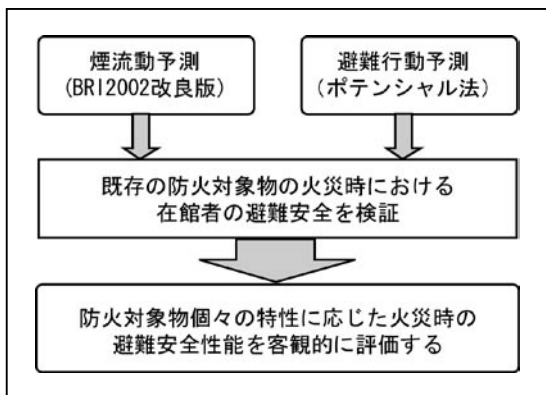 煙流動予測
(BRI2002改良版)
避難行動予測
(ポテンシャル法)
既存の防火対象物の火災時における
在館者の避難安全を検証
防火対象物個々の特性に応じた火災時の
避難安全性能を客観的に評価する